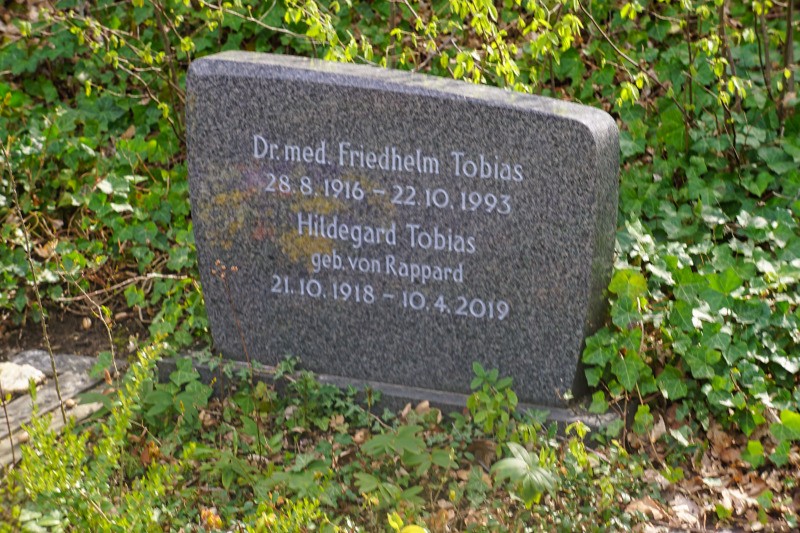 Dr. med. Friedhelm Tobias
28. 8. 1916 – 22. 10. 1993
Hildegard Tobias
geb. von Rappard
21. 10. 1918 – 10. 4. 2019